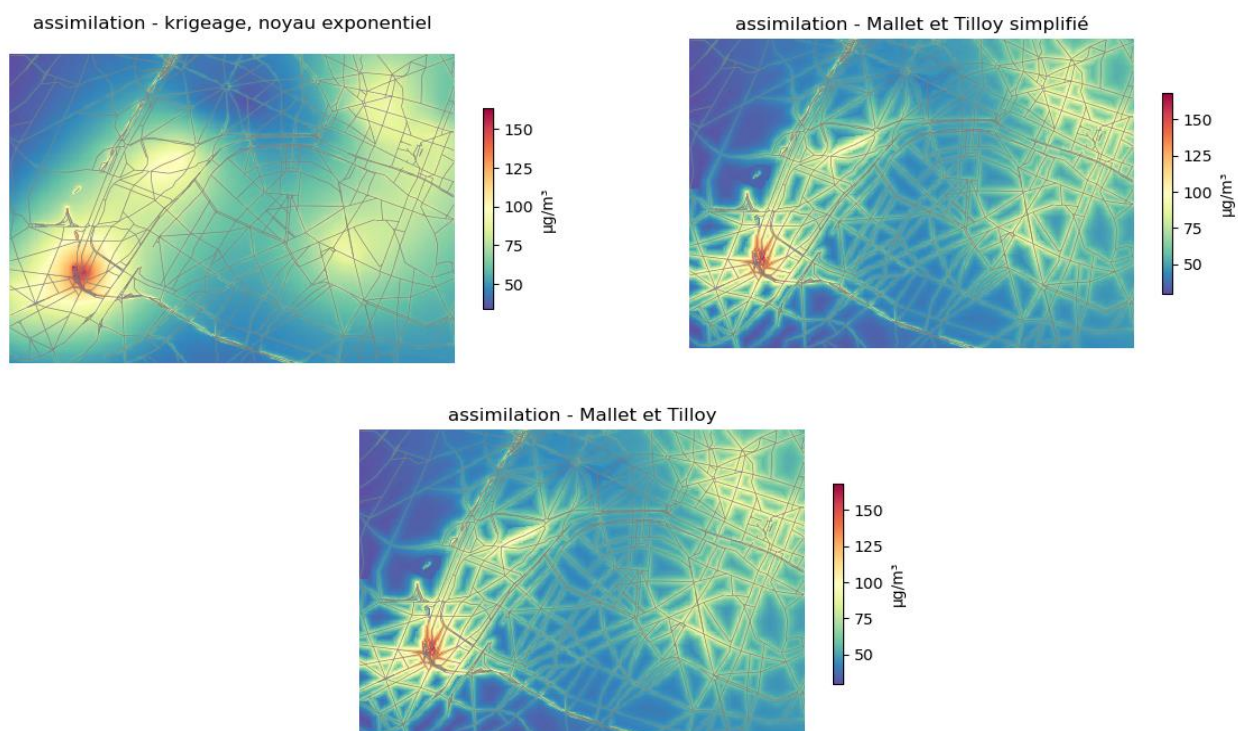 assimilation - krigeage, noyau exponentiel
150
125
100
75
50
µg/m³
assimilation - Mallet et Tilloy simplifié
150
125
100
75
50
µg/m³
assimilation - Mallet et Tilloy
150
125
100
75
50
µg/m³